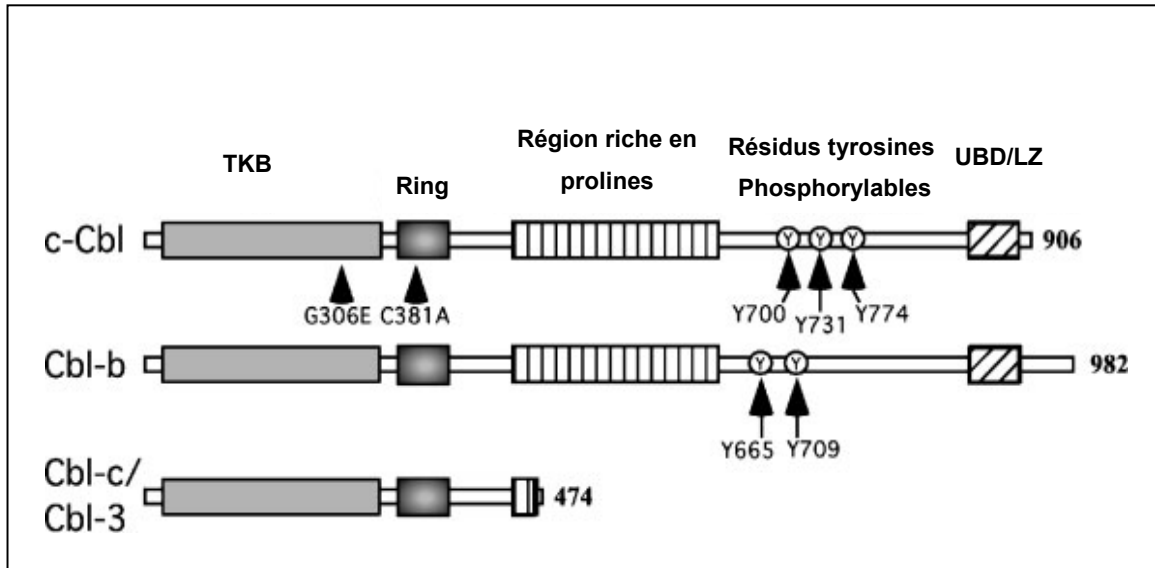 Région riche en
prolines
Résidus tyrosines
Phosphorylables
UBD/LZ
TKB
Ring
c-Cbl
906
G306E
C381A
Y700
Y731
Y774
Y
Y
Y
Cbl-b
982
Y
Y
Y665
Y709
Cbl-c/
Cbl-3
474